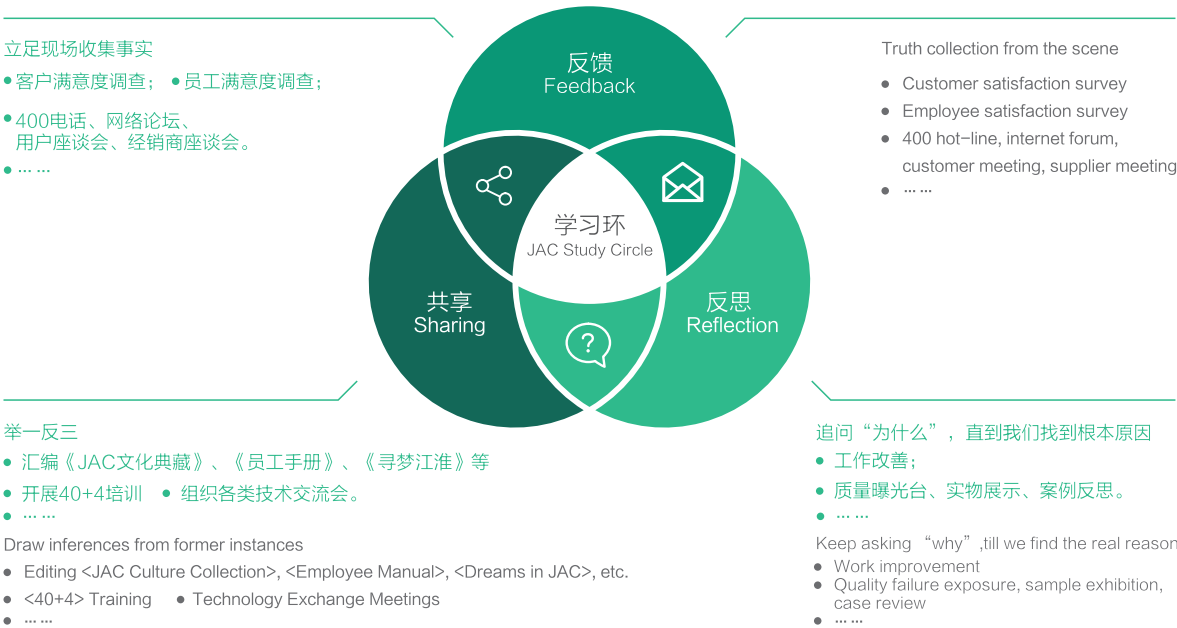 立足现场收集事实
• 客户满意度调查； • 员工满意度调查；
• 400电话、网络论坛、
用户座谈会、经销商座谈会。
• ……
反馈
Feedback
Truth collection from the scene
• Customer satisfaction survey
• Employee satisfaction survey
• 400 hot-line, internet forum,
customer meeting, supplier meeting
• ……
学习环
JAC Study Circle
共享
Sharing
反思
Reflection
?
举一反三
• 汇编《JAC文化典藏》、《员工手册》、《寻梦江淮》等
• 开展40+4培训 • 组织各类技术交流会。
• ……
Draw inferences from former instances
• Editing <JAC Culture Collection>, <Employee Manual>, <Dreams in JAC>, etc.
• <40+4> Training • Technology Exchange Meetings
• ……
追问“为什么”，直到我们找到根本原因
• 工作改善；
• 质量曝光台、实物展示、案例反思。
• ……
Keep asking “why”,till we find the real reason
• Work improvement
• Quality failure exposure, sample exhibition,
case review
• ……